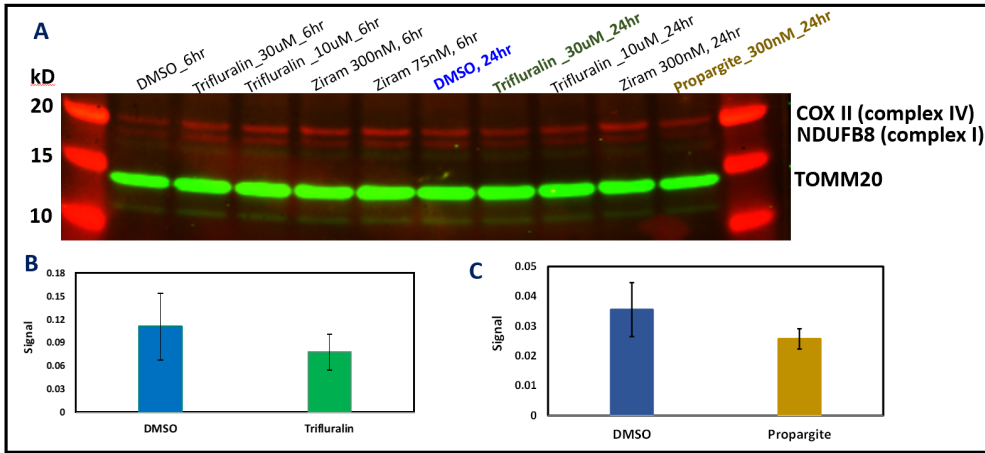 A
DMSO_6hr
Trifluralin_30uM_6hr
Trifluralin _10uM_6hr
Ziram 300nM, 6hr
Ziram 75nM, 6hr
DMSO, 24hr
Trifluralin _30uM_24hr
Trifluralin _10uM_24hr
Ziram 300nM, 24hr
Propargite_300nM_24hr
kD
20
15
10
COX II (complex IV)
NDUFB8 (complex I)
TOMM20
B
Signal
0.18
0.15
0.12
0.09
0.06
0.03
0
DMSO
Trifluralin
C
Signal
0.05
0.04
0.03
0.02
0.01
0
DMSO
Propargite